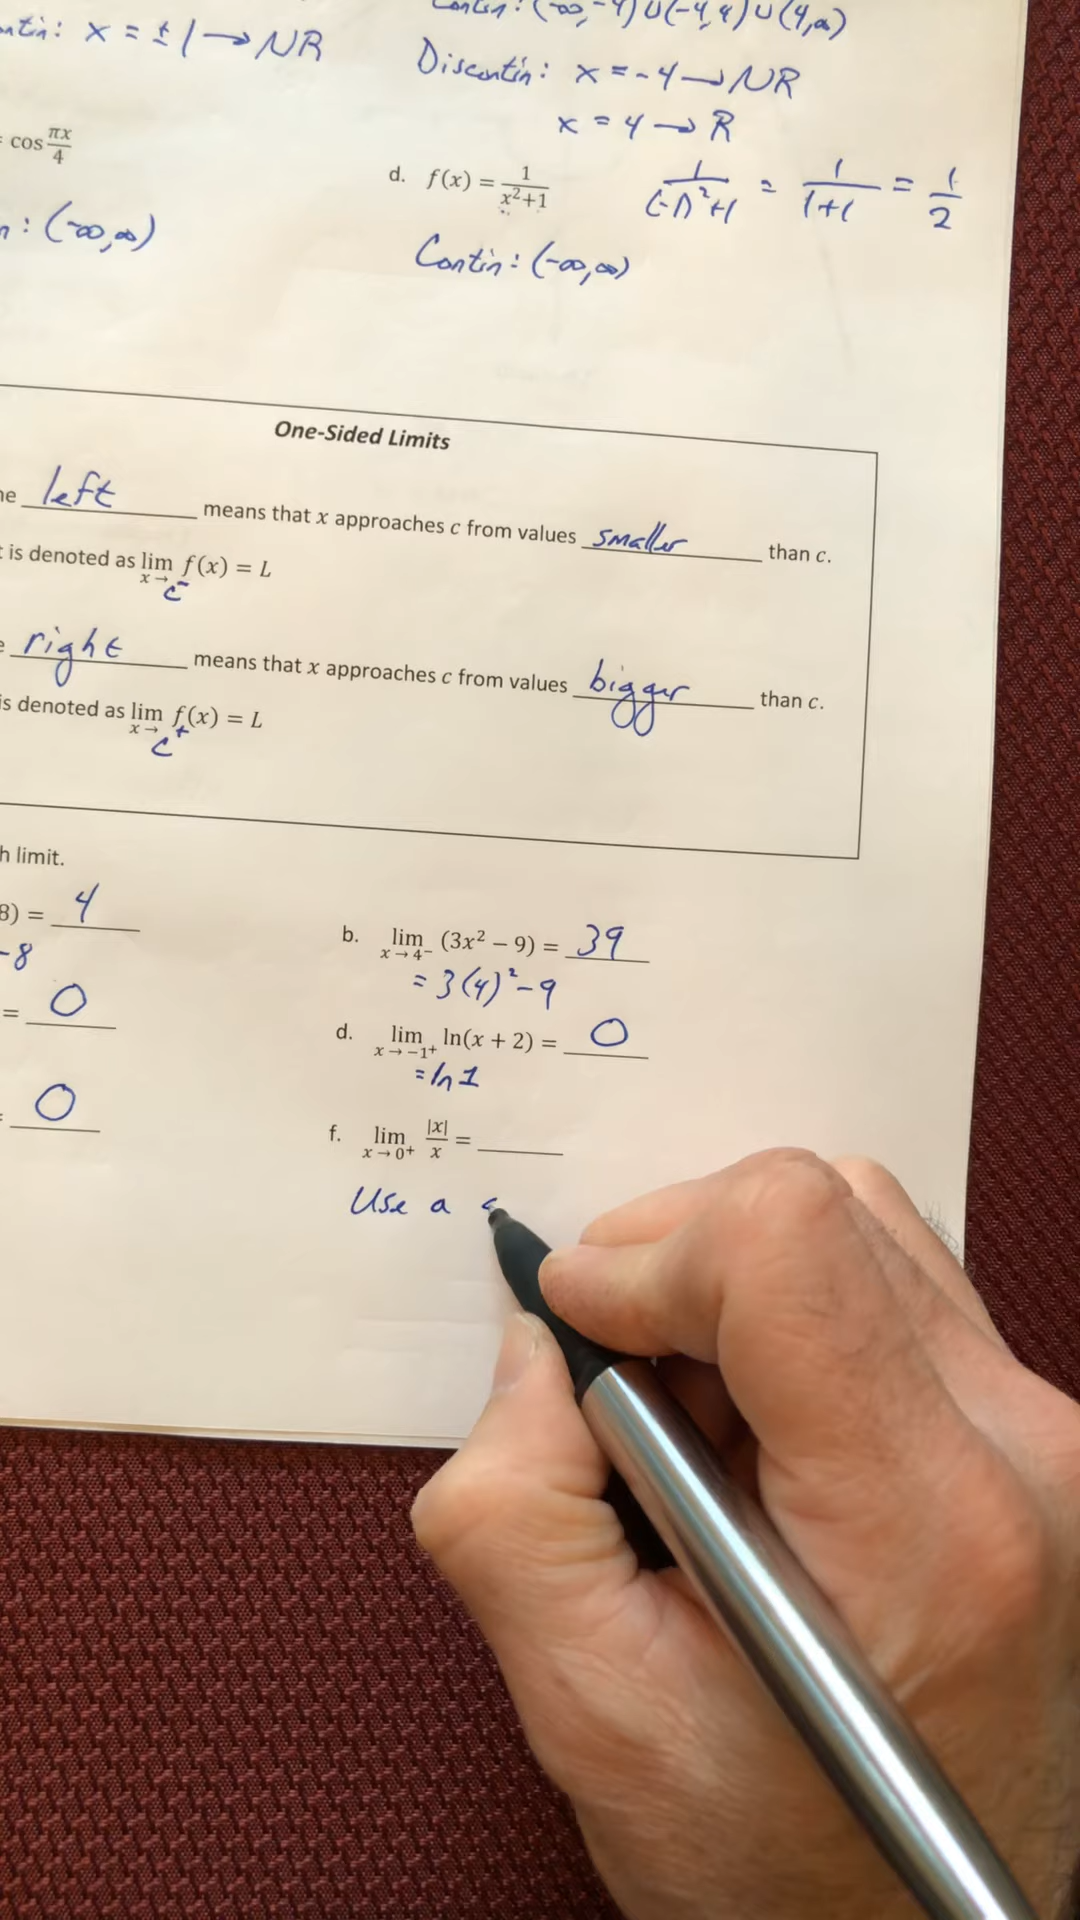 Contin: (-∞,-4)∪(-4,4)∪(4,∞)
x = ±1 → NR
Discontin: x = -4 → NR
x = 4 → R
= cos πx/4
d. f(x) = 1/(x²+1)
1/((-1)²+1) = 1/(1+1) = 1/2
: (-∞,∞)
Contin: (-∞,∞)
One-Sided Limits
left means that x approaches c from values smaller than c.
is denoted as lim x→c⁻ f(x) = L
right means that x approaches c from values bigger than c.
is denoted as lim x→c⁺ f(x) = L
limit.
8) = 4
-8
b. lim x→4⁻ (3x² – 9) = 39
= 3(4)²-9
= 0
d. lim x→−1⁺ ln(x + 2) = 0
= ln 1
0
f. lim x→0⁺ |x|/x =
Use a